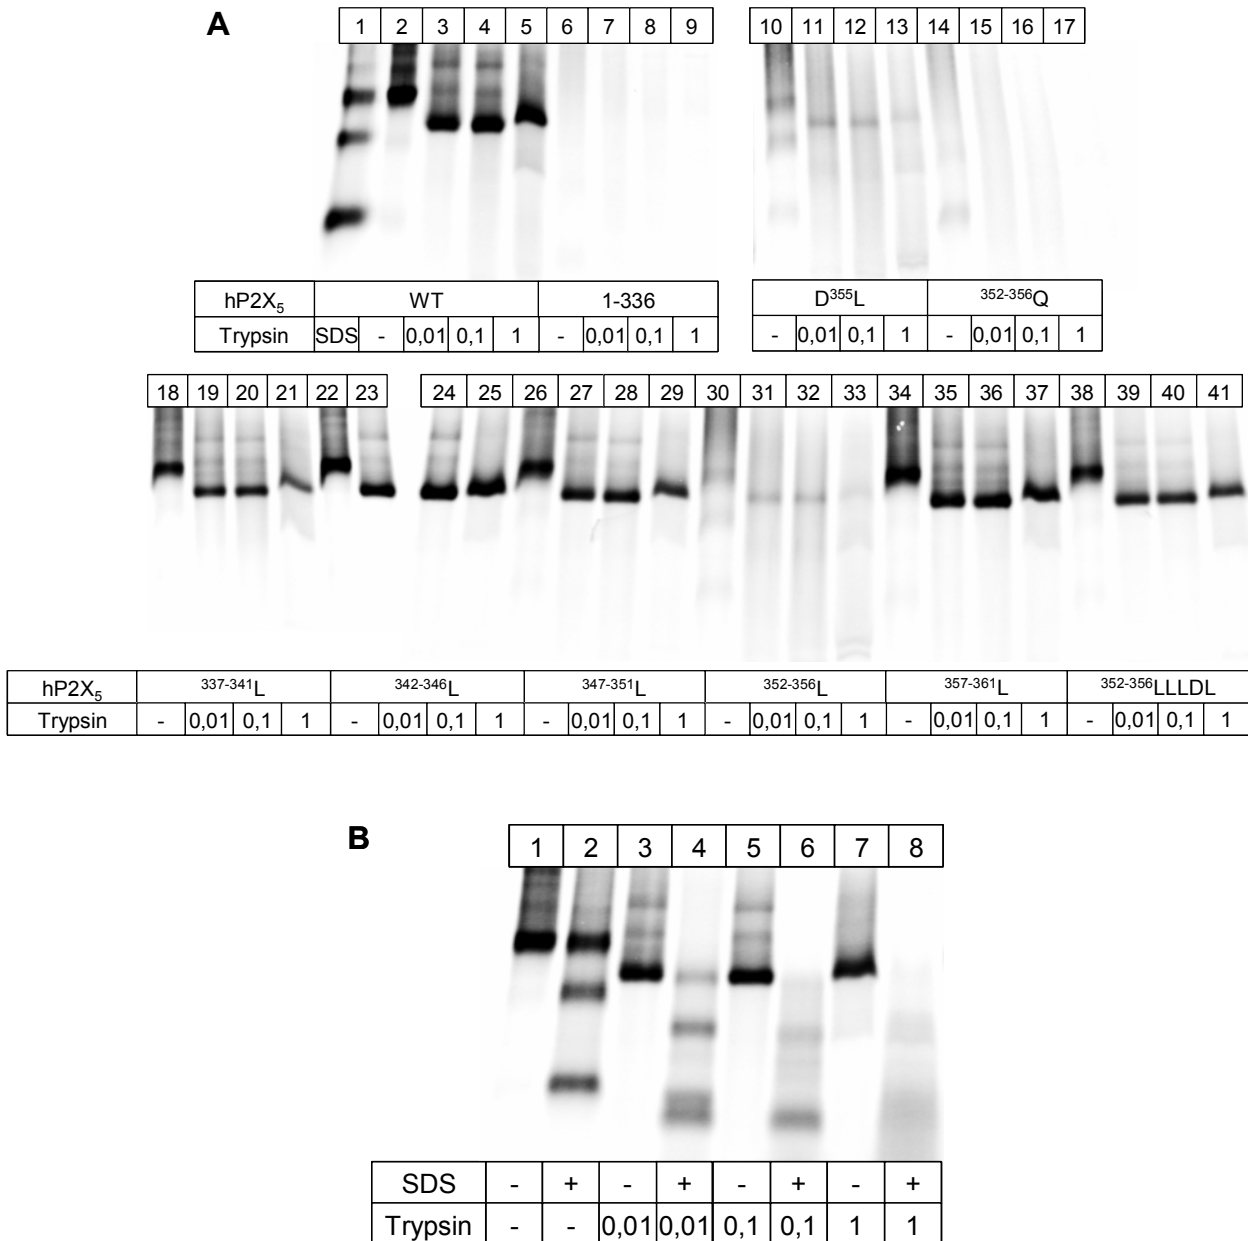 A
1 2 3 4 5 6 7 8 9 10 11 12 13 14 15 16 17
hP2X₅ WT 1-336 D³⁵⁵L ³⁵²⁻³⁵⁶Q
Trypsin SDS - 0,01 0,1 1 - 0,01 0,1 1 - 0,01 0,1 1 - 0,01 0,1 1
18 19 20 21 22 23 24 25 26 27 28 29 30 31 32 33 34 35 36 37 38 39 40 41
hP2X₅ ³³⁷⁻³⁴¹L ³⁴²⁻³⁴⁶L ³⁴⁷⁻³⁵¹L ³⁵²⁻³⁵⁶L ³⁵⁷⁻³⁶¹L ³⁵²⁻³⁵⁶LLLDL
Trypsin - 0,01 0,1 1 - 0,01 0,1 1 - 0,01 0,1 1 - 0,01 0,1 1 - 0,01 0,1 1 - 0,01 0,1 1
B
1 2 3 4 5 6 7 8
SDS - + - + - + - +
Trypsin - - 0,01 0,01 0,1 0,1 1 1